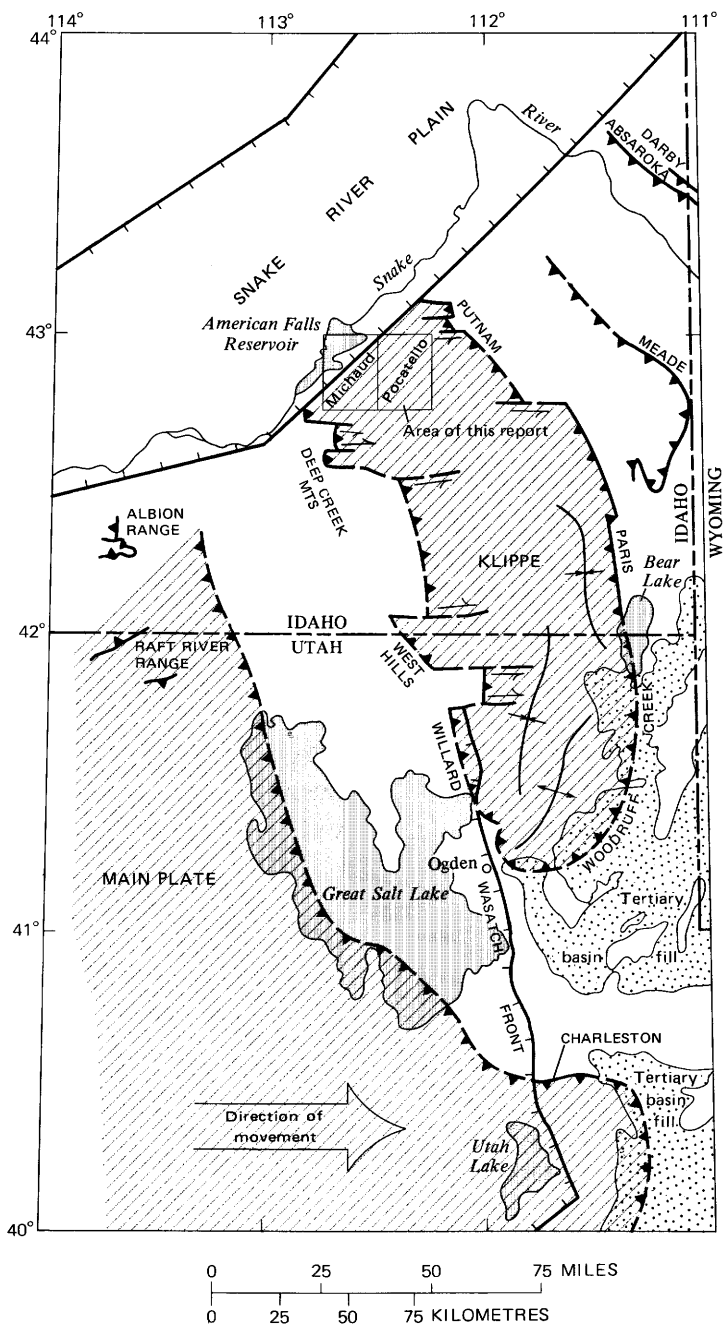 114° 113° 112° 111°
44°
PLAIN
River
DARBY
ABSAROKA
RIVER
SNAKE
Snake
American Falls
Reservoir
43°
PUTNAM
MEADE
Michaud
Pocatello
Area of this report
DEEP CREEK
MTS
ALBION
RANGE
IDAHO
WYOMING
PARIS
KLIPPE
Bear
Lake
42°
IDAHO
UTAH
RAFT RIVER
RANGE
WEST
HILLS
CREEK
WILLARD
WOODRUFF
Ogden
MAIN PLATE
Great Salt Lake
WASATCH
Tertiary
41°
basin fill
FRONT
CHARLESTON
Tertiary
basin
fill
Direction of
movement
Utah
Lake
40°
0 25 50 75 MILES
0 25 50 75 KILOMETRES